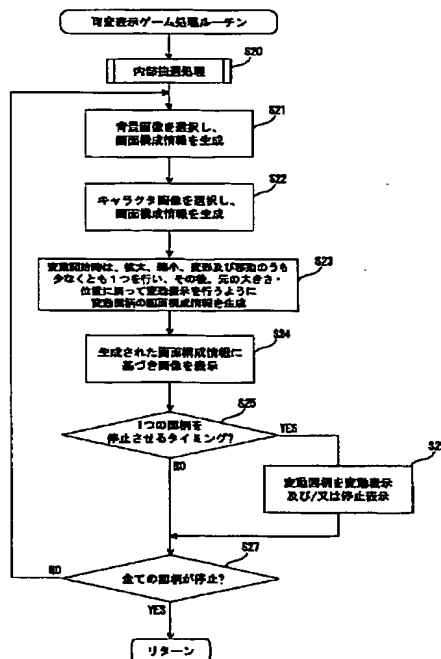 可変表示ゲーム処理ルーチン
S20
内部抽選処理
S21
背景画像を選択し、
画面構成情報を生成
S22
キャラクタ画像を選択し、
画面構成情報を生成
S23
変動開始時は、拡大、縮小、変形及び移動のうち
少なくとも1つを行い、その後、元の大きさ・
位置に戻って変動表示を行うように
変動図柄の画面構成情報を生成
S24
生成された画面構成情報に
基づき画像を表示
S25
1つの図柄を
停止させるタイミング?
YES
NO
変動図柄を変動表示
及び/又は停止表示
S27
NO
全ての図柄が停止?
YES
リターン